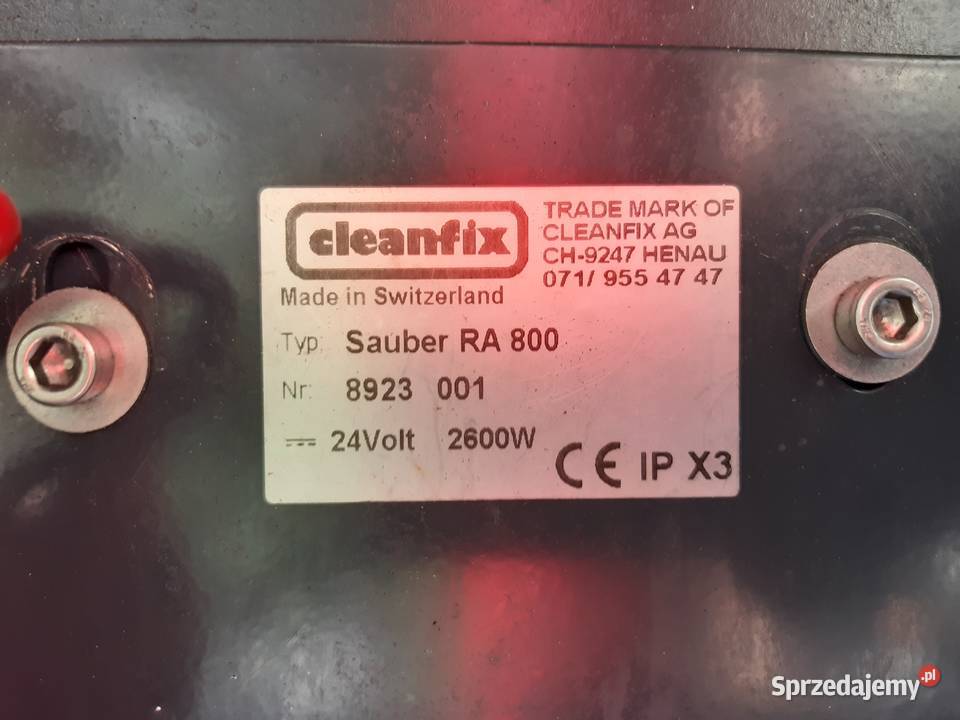 cleanfix
TRADE MARK OF
CLEANFIX AG
CH-9247 HENAU
071/ 955 47 47
Made in Switzerland
Typ: Sauber RA 800
Nr: 8923 001
24Volt 2600W
CE IP X3
Sprzedajemy.pl